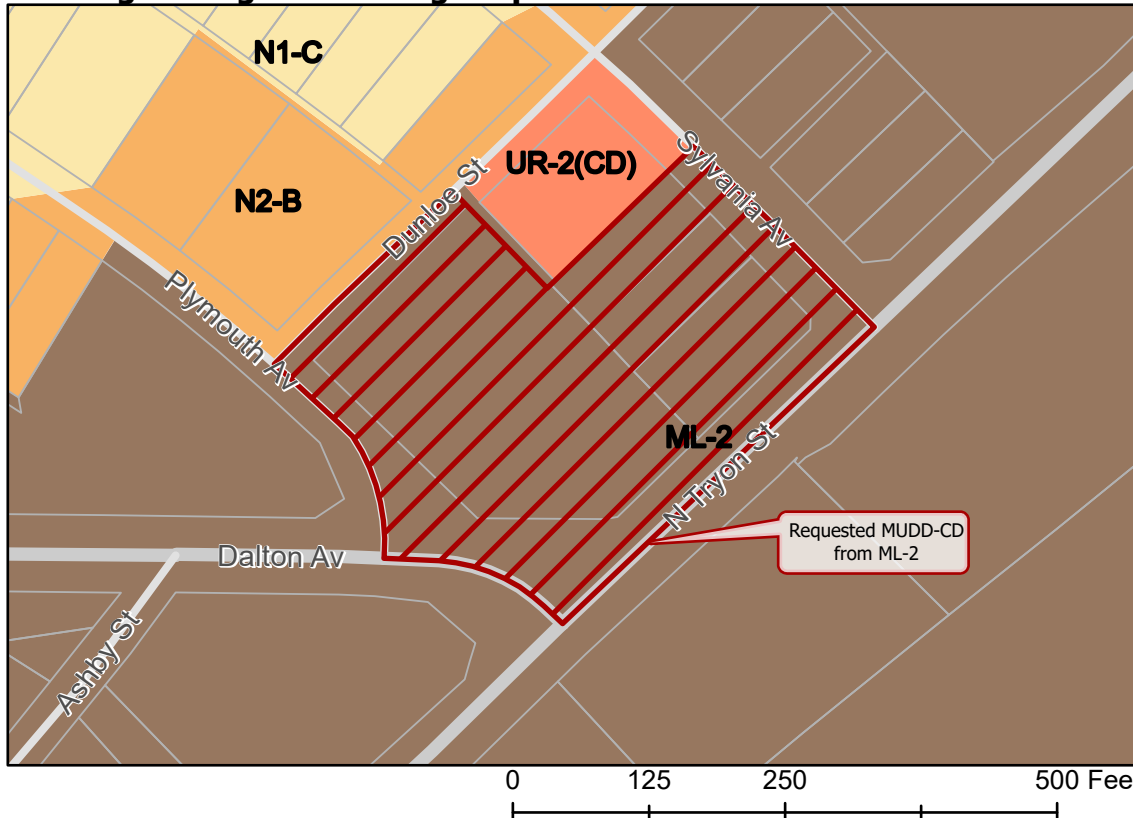 N1-C
UR-2(CD)
Sylvania Av
N2-B
Dunloe St
Plymouth Av
ML-2
N Tryon St
Requested MUDD-CD
from ML-2
Dalton Av
Ashby St
0 125 250 500 Fee